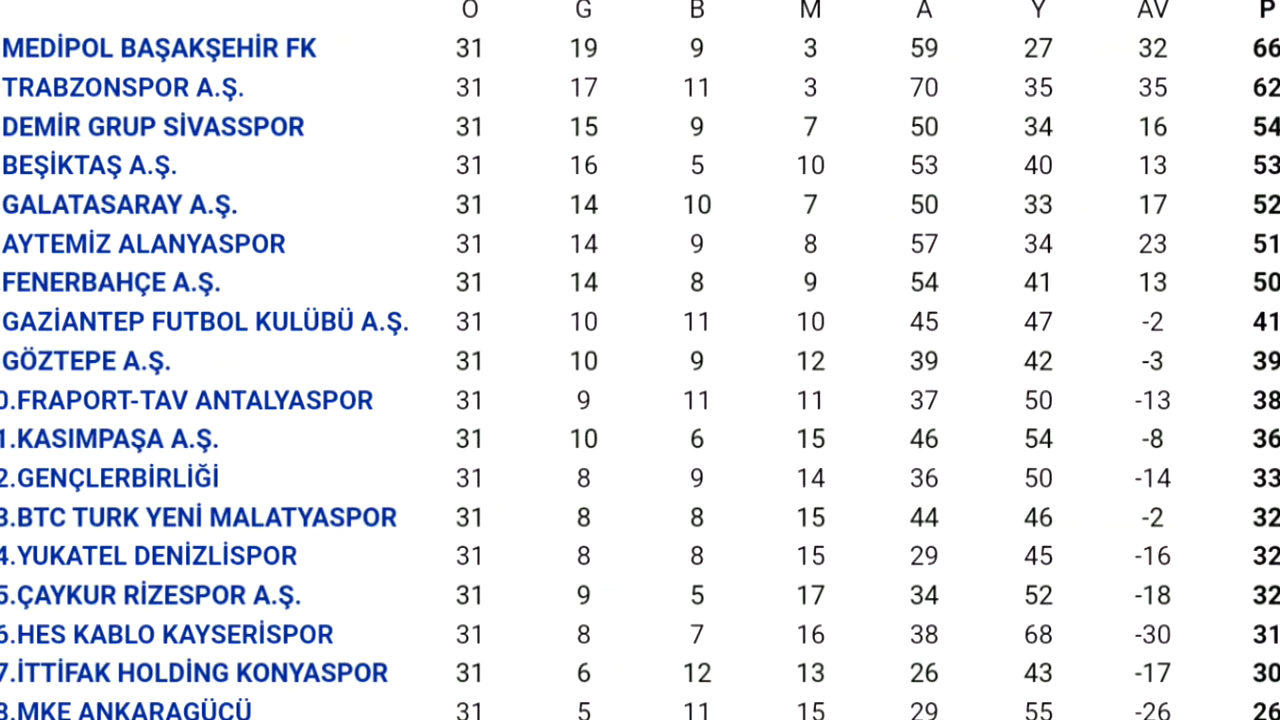 O G B M A Y AV P
MEDİPOL BAŞAKŞEHİR FK 31 19 9 3 59 27 32 66
TRABZONSPOR A.Ş. 31 17 11 3 70 35 35 62
DEMİR GRUP SİVASSPOR 31 15 9 7 50 34 16 54
BEŞİKTAŞ A.Ş. 31 16 5 10 53 40 13 53
GALATASARAY A.Ş. 31 14 10 7 50 33 17 52
AYTEMİZ ALANYASPOR 31 14 9 8 57 34 23 51
FENERBAHÇE A.Ş. 31 14 8 9 54 41 13 50
GAZİANTEP FUTBOL KULÜBÜ A.Ş. 31 10 11 10 45 47 -2 41
GÖZTEPE A.Ş. 31 10 9 12 39 42 -3 39
0.FRAPORT-TAV ANTALYASPOR 31 9 11 11 37 50 -13 38
1.KASIMPAŞA A.Ş. 31 10 6 15 46 54 -8 36
2.GENÇLERBİRLİĞİ 31 8 9 14 36 50 -14 33
3.BTC TURK YENİ MALATYASPOR 31 8 8 15 44 46 -2 32
4.YUKATEL DENİZLİSPOR 31 8 8 15 29 45 -16 32
5.ÇAYKUR RİZESPOR A.Ş. 31 9 5 17 34 52 -18 32
6.HES KABLO KAYSERİSPOR 31 8 7 16 38 68 -30 31
7.İTTİFAK HOLDİNG KONYASPOR 31 6 12 13 26 43 -17 30
8.MKE ANKARAGÜCÜ 31 5 11 15 29 55 -26 26